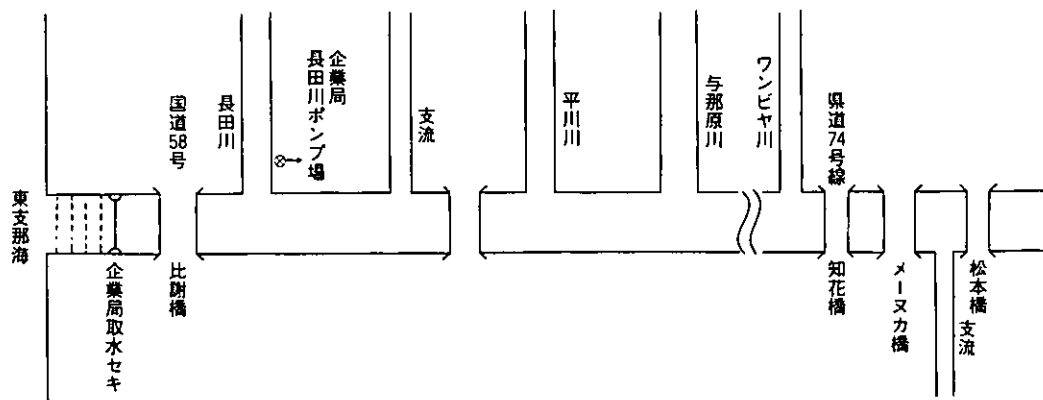 東支那海
企業局取水セキ
国道58号
比謝橋
長田川
企業局
長田川ポンプ場
支流
平川川
与那原川
ワンビヤ川
県道74号線
知花橋
メーヌカ橋
支流
松本橋